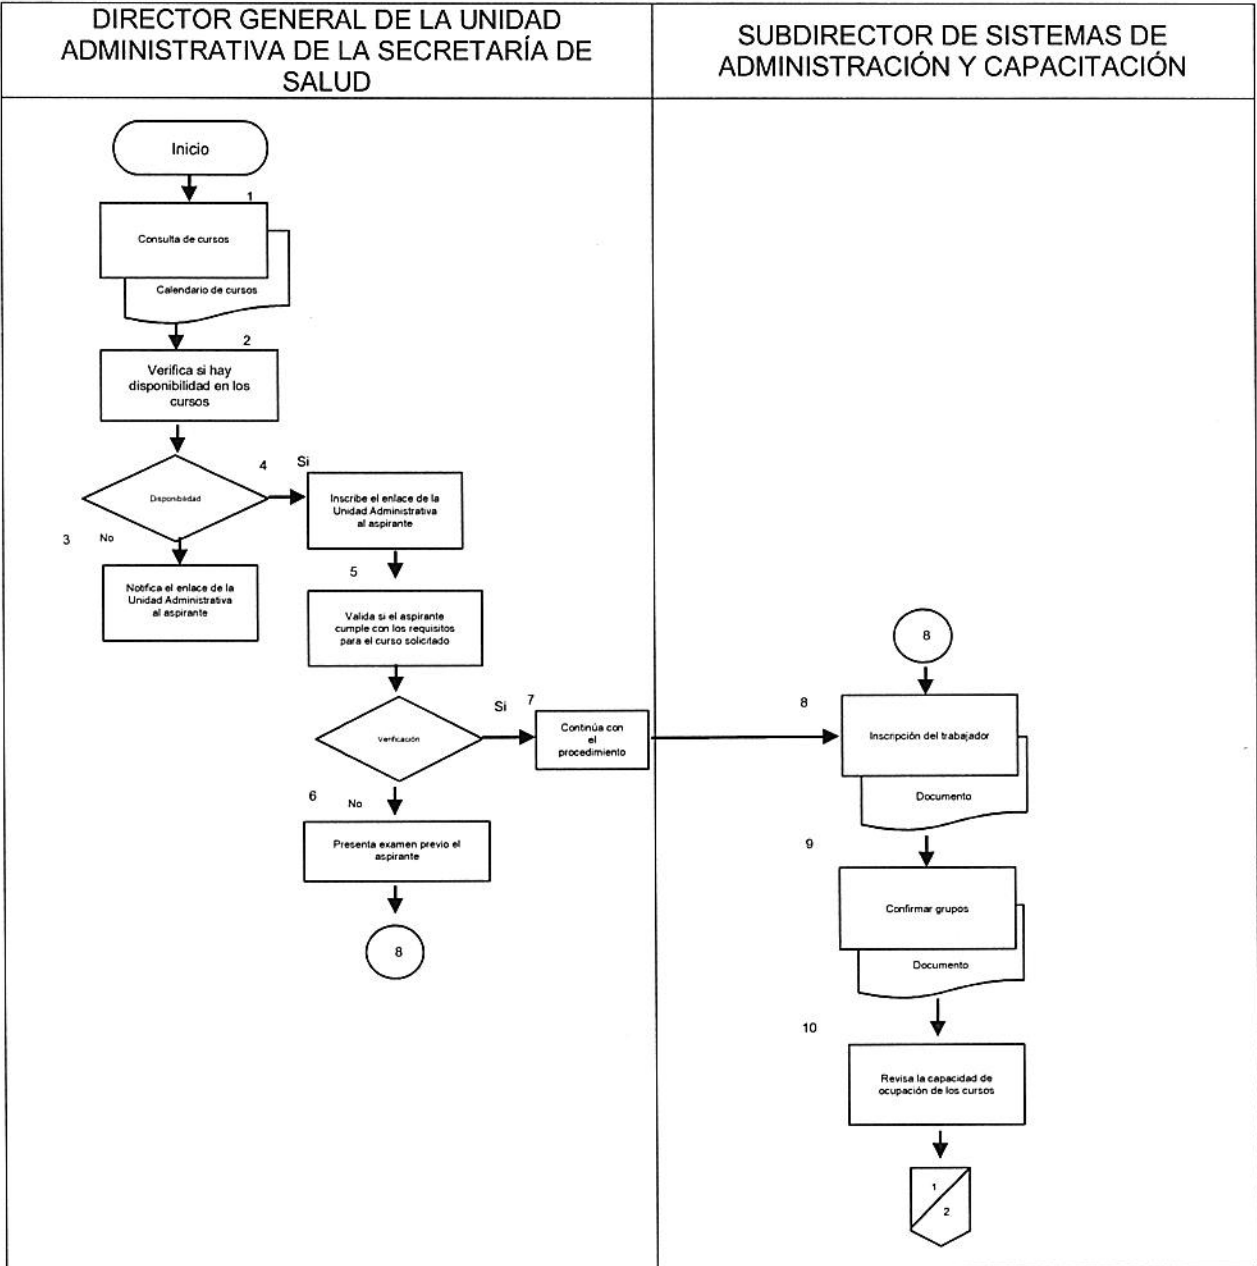 DIRECTOR GENERAL DE LA UNIDAD
ADMINISTRATIVA DE LA SECRETARÍA DE
SALUD
SUBDIRECTOR DE SISTEMAS DE
ADMINISTRACIÓN Y CAPACITACIÓN
Inicio
1
Consulta de cursos
Calendario de cursos
2
Verifica si hay
disponibilidad en los
cursos
Disponibilidad
4
Si
Inscribe el enlace de la
Unidad Administrativa
al aspirante
3
No
Notifica el enlace de la
Unidad Administrativa
al aspirante
5
Valida si el aspirante
cumple con los requisitos
para el curso solicitado
Verificación
Si
7
Continúa con
el
procedimiento
6
No
Presenta examen previo el
aspirante
8
8
8
Inscripción del trabajador
Documento
9
Confirmar grupos
Documento
10
Revisa la capacidad de
ocupación de los cursos
1
2